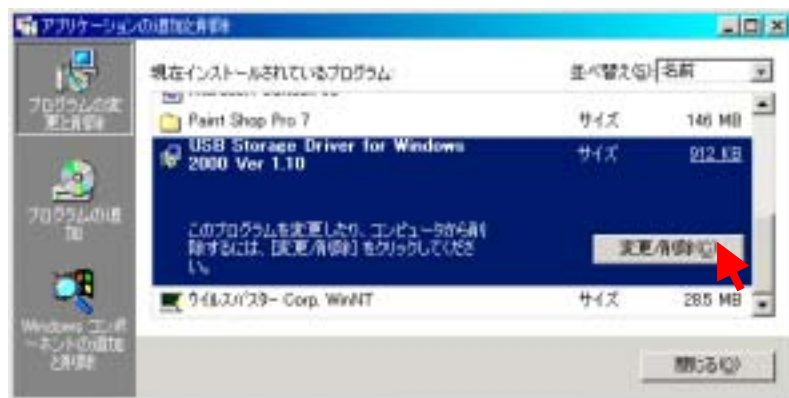 アプリケーションの追加と削除
現在インストールされているプログラム:
並べ替え(S):
名前
プログラムの変
更と削除
Paint Shop Pro 7
サイズ
146 MB
USB Storage Driver for Windows
2000 Ver 1.10
サイズ
912 KB
プログラムの追
加
このプログラムを変更したり、コンピュータから削
除するには、[変更/削除] をクリックしてくださ
い。
変更/削除(C)
ウイルスバスター Corp. WinNT
サイズ
28.5 MB
Windows コンポ
ーネントの追加
と削除
閉じる(O)